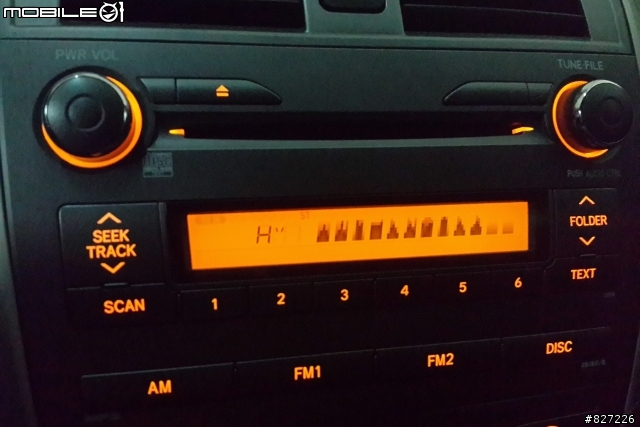 MOBILE01
PWR·VOL
TUNE·FILE
PUSH AUDIO CTRL
ST
SEEK
TRACK
FOLDER
TEXT
SCAN
1
2
3
4
5
6
AM
FM1
FM2
DISC
#827226